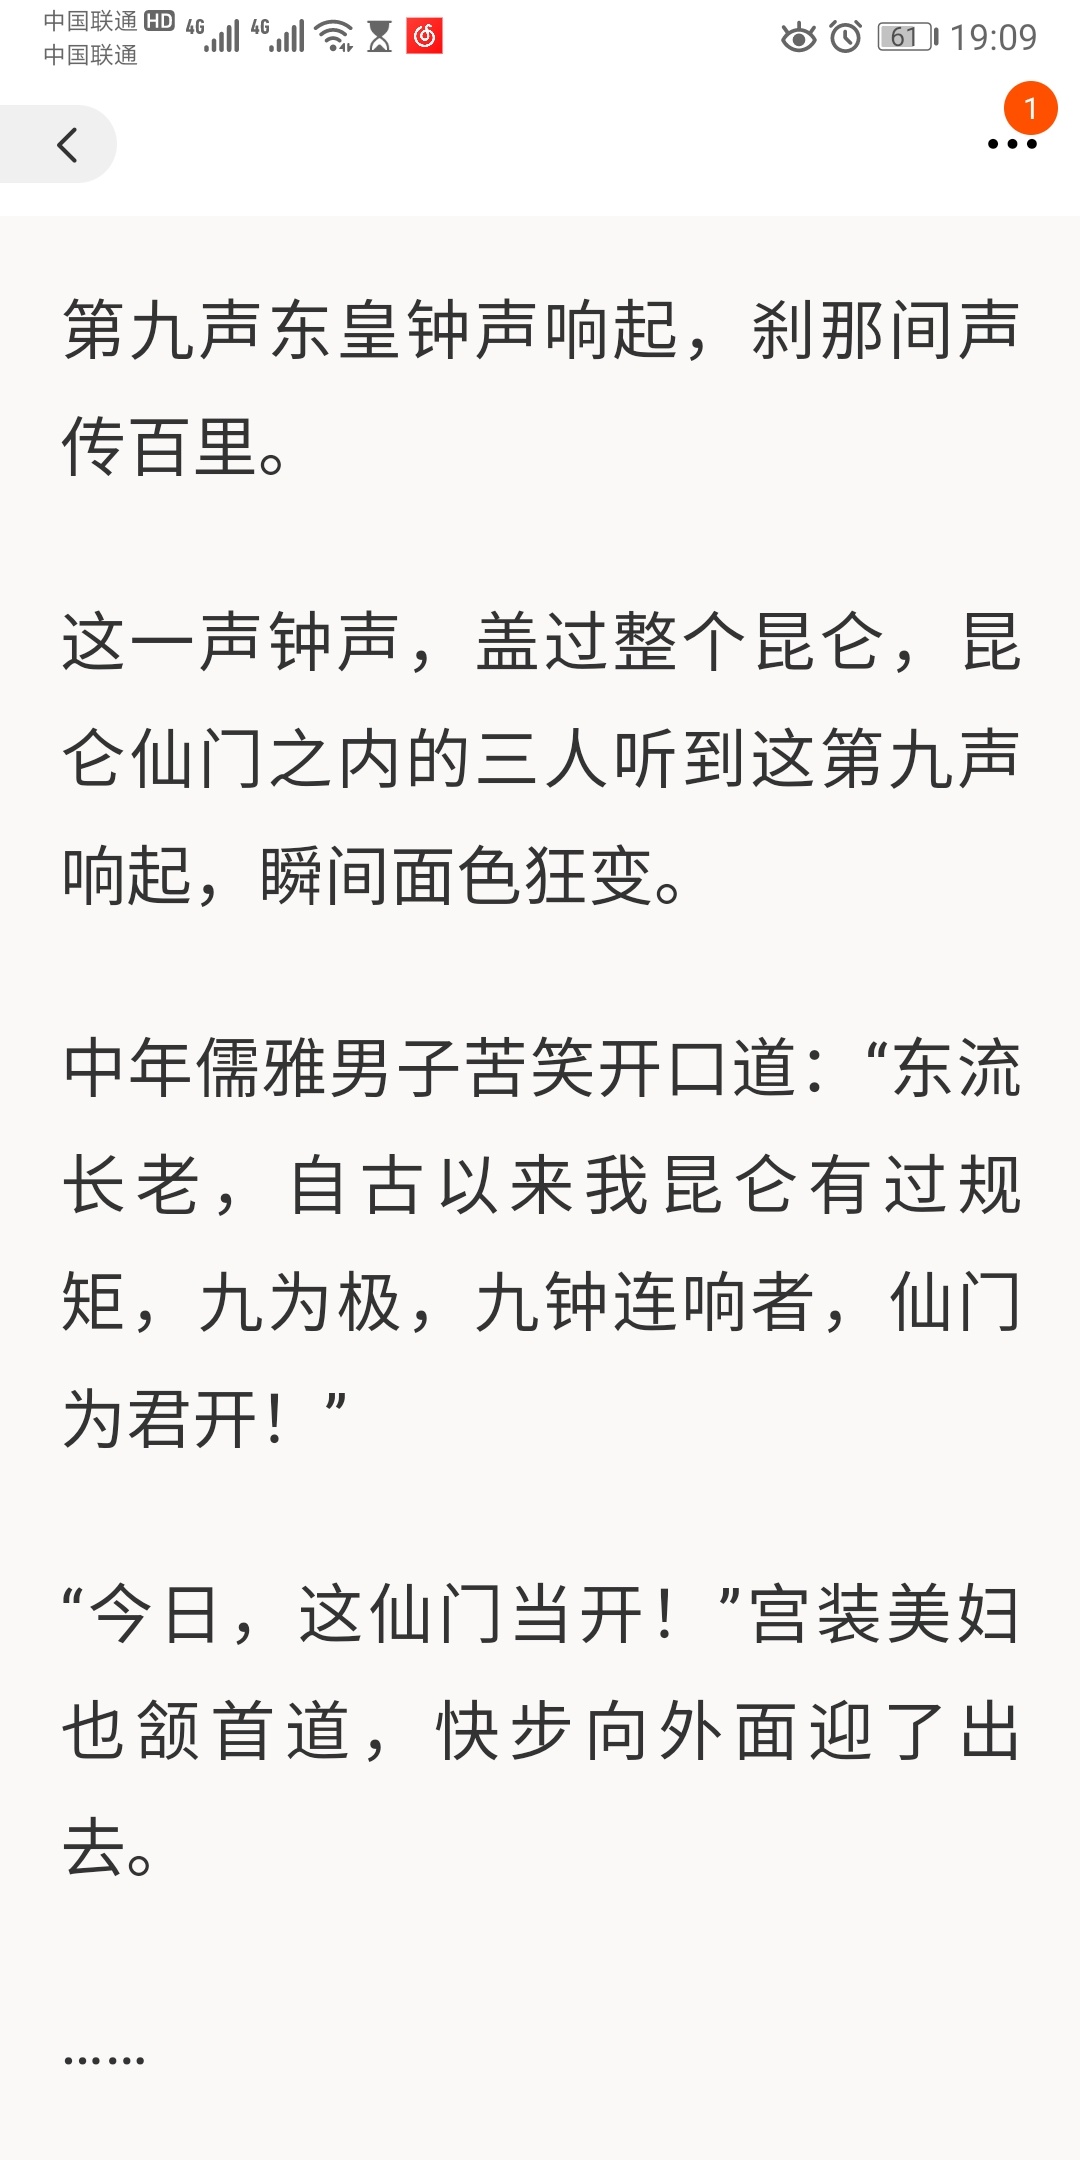 中国联通 HD 4G 4G 61 19:09
中国联通
1
第九声东皇钟声响起，刹那间声
传百里。
这一声钟声，盖过整个昆仑，昆
仑仙门之内的三人听到这第九声
响起，瞬间面色狂变。
中年儒雅男子苦笑开口道：“东流
长老，自古以来我昆仑有过规
矩，九为极，九钟连响者，仙门
为君开！”
“今日，这仙门当开！”宫装美妇
也颔首道，快步向外面迎了出
去。
……